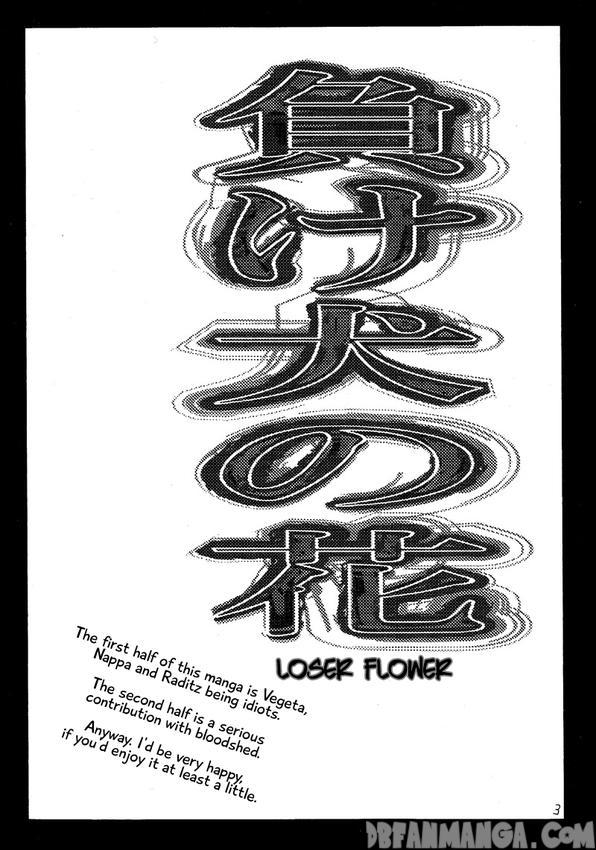 負け犬の花
LOSER FLOWER
The first half of this manga is Vegeta,
Nappa and Raditz being idiots.
The second half is a serious
contribution with bloodshed.
Anyway. I'd be very happy,
if you'd enjoy it at least a little.
3
DBFANMANGA.COM